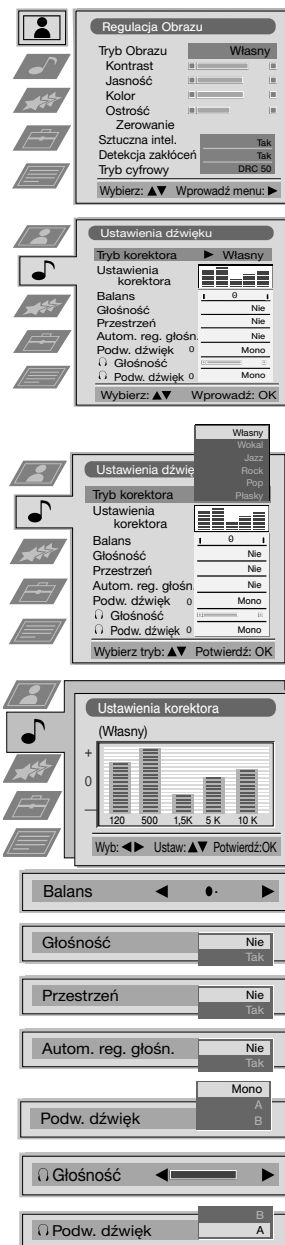 Regulacja Obrazu
Tryb Obrazu Własny
Kontrast
Jasność
Kolor
Ostrość
Zerowanie
Sztuczna intel. Tak
Detekcja zakłóceń Tak
Tryb cyfrowy DRC 50
Wybierz: ▲▼ Wprowadź menu: ▶
Ustawienia dźwięku
Tryb korektora ▶ Własny
Ustawienia
korektora
Balans 0
Głośność Nie
Przestrzeń Nie
Autom. reg. głośn. Nie
Podw. dźwięk 0 Mono
Głośność
Podw. dźwięk 0 Mono
Wybierz: ▲▼ Wprowadź: OK
Własny
Wokal
Jazz
Rock
Pop
Płasky
Ustawienia dźwię
Tryb korektora
Ustawienia
korektora
Balans 0
Głośność Nie
Przestrzeń Nie
Autom. reg. głośn. Nie
Podw. dźwięk 0 Mono
Głośność
Podw. dźwięk 0 Mono
Wybierz tryb: ▲▼ Potwierdź: OK
Ustawienia korektora
(Własny)
+
0
—
120 500 1,5K 5 K 10 K
Wyb: ◀▶ Ustaw: ▲▼ Potwierdź:OK
Balans
Głośność Nie
Tak
Przestrzeń Nie
Tak
Autom. reg. głośn. Nie
Tak
Mono
A
Podw. dźwięk B
Głośność
B
Podw. dźwięk A